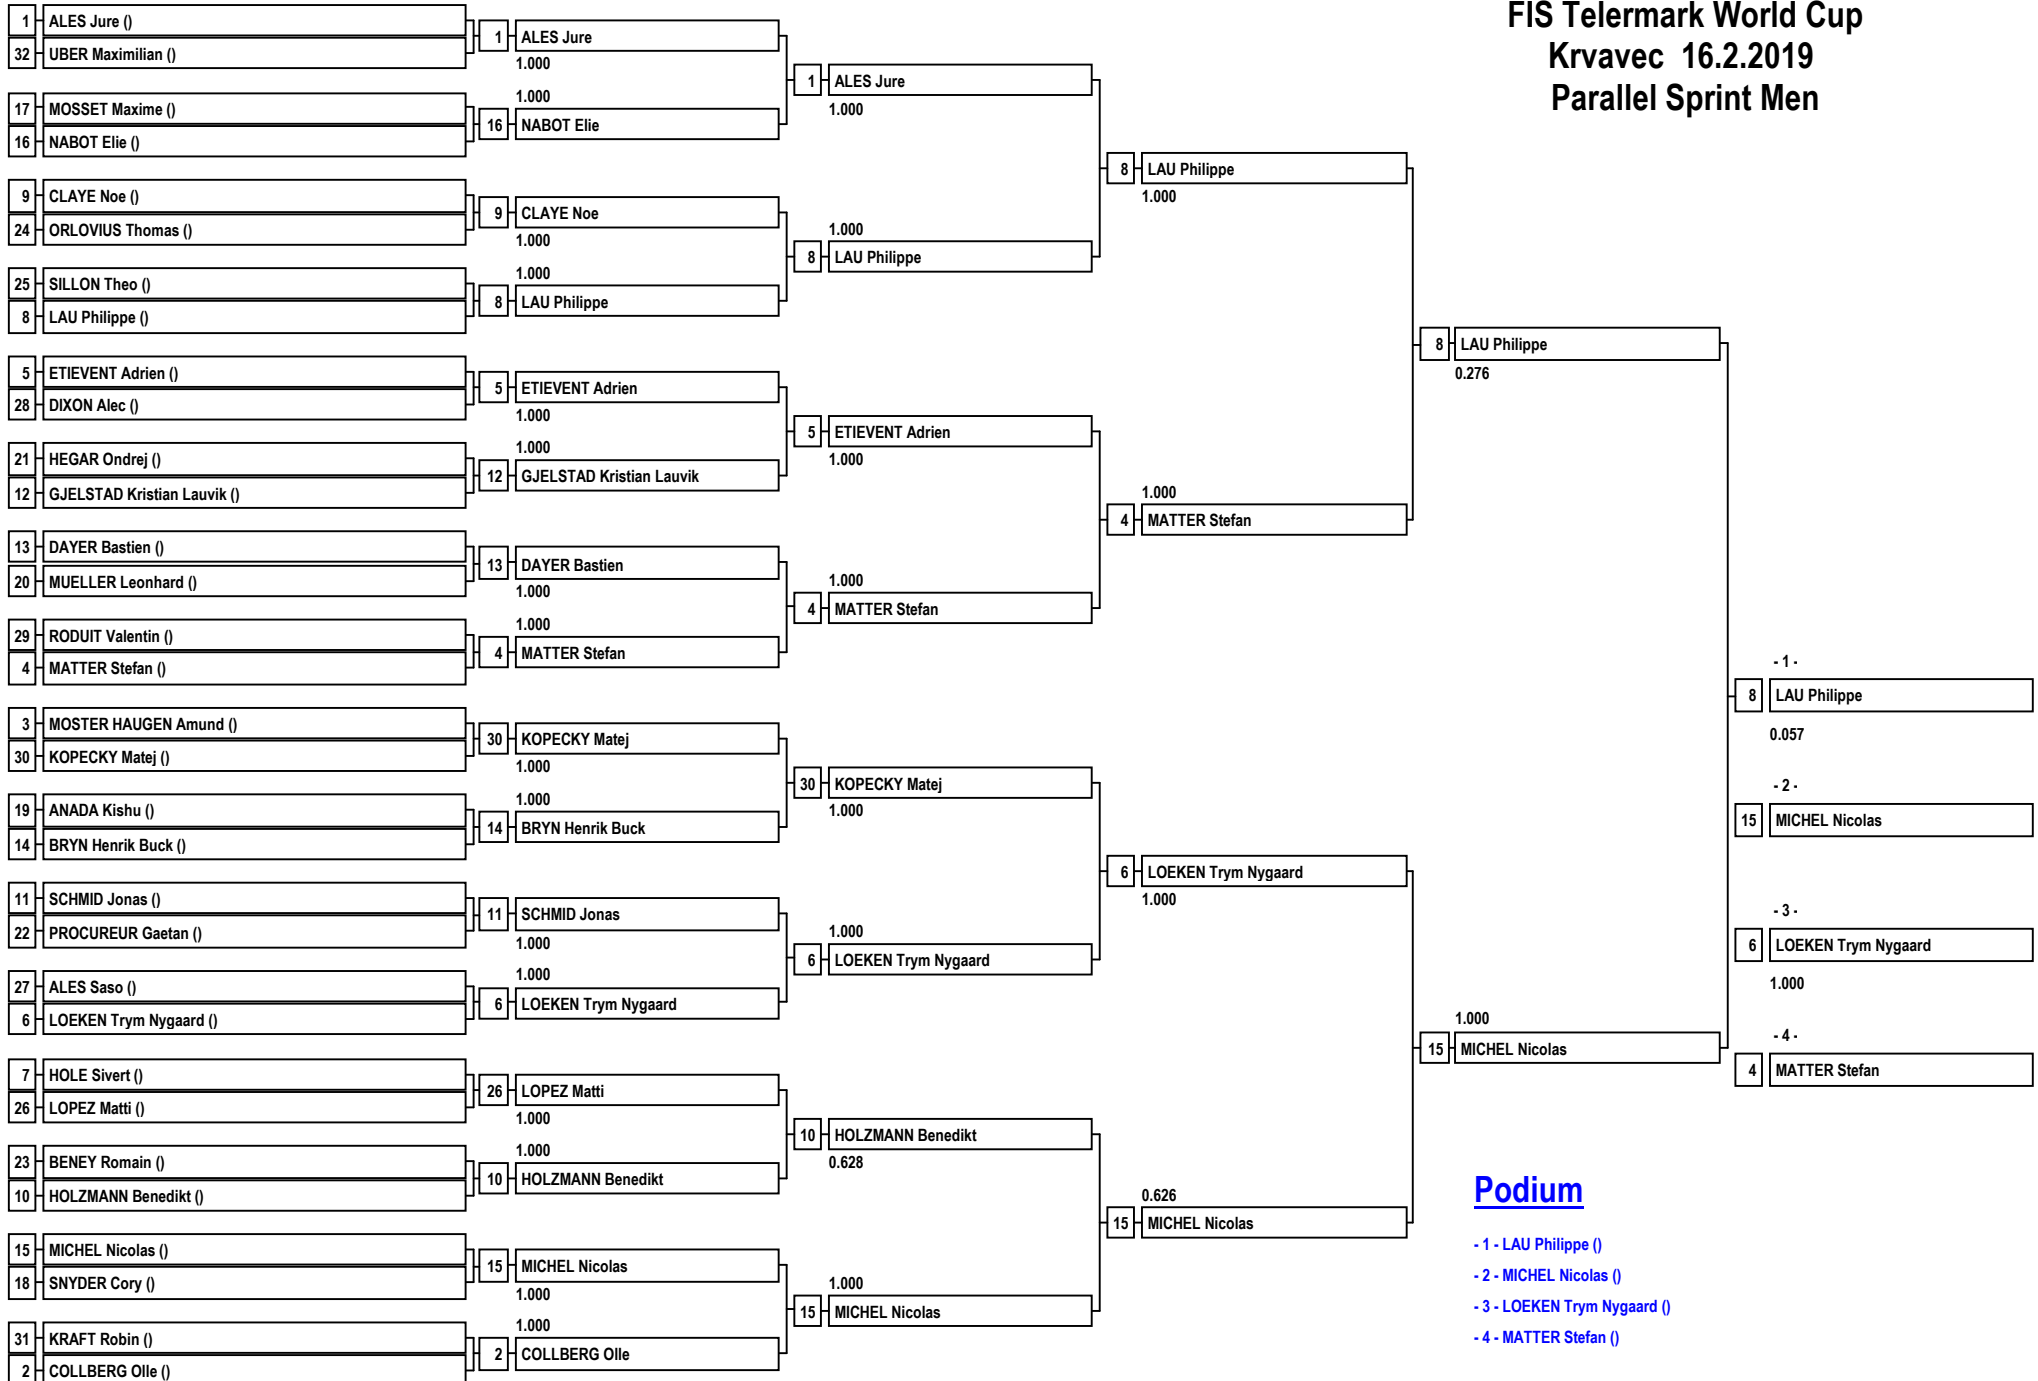 FIS Telermark World Cup
Krvavec 16.2.2019
Parallel Sprint Men
1 ALES Jure ()
32 UBER Maximilian ()
17 MOSSET Maxime ()
16 NABOT Elie ()
9 CLAYE Noe ()
24 ORLOVIUS Thomas ()
25 SILLON Theo ()
8 LAU Philippe ()
5 ETIEVENT Adrien ()
28 DIXON Alec ()
21 HEGAR Ondrej ()
12 GJELSTAD Kristian Lauvik ()
13 DAYER Bastien ()
20 MUELLER Leonhard ()
29 RODUIT Valentin ()
4 MATTER Stefan ()
3 MOSTER HAUGEN Amund ()
30 KOPECKY Matej ()
19 ANADA Kishu ()
14 BRYN Henrik Buck ()
11 SCHMID Jonas ()
22 PROCUREUR Gaetan ()
27 ALES Saso ()
6 LOEKEN Trym Nygaard ()
7 HOLE Sivert ()
26 LOPEZ Matti ()
23 BENEY Romain ()
10 HOLZMANN Benedikt ()
15 MICHEL Nicolas ()
18 SNYDER Cory ()
31 KRAFT Robin ()
2 COLLBERG Olle ()
1 ALES Jure
1.000
1.000
16 NABOT Elie
9 CLAYE Noe
1.000
1.000
8 LAU Philippe
5 ETIEVENT Adrien
1.000
1.000
12 GJELSTAD Kristian Lauvik
13 DAYER Bastien
1.000
1.000
4 MATTER Stefan
30 KOPECKY Matej
1.000
1.000
14 BRYN Henrik Buck
11 SCHMID Jonas
1.000
1.000
6 LOEKEN Trym Nygaard
26 LOPEZ Matti
1.000
1.000
10 HOLZMANN Benedikt
15 MICHEL Nicolas
1.000
1.000
2 COLLBERG Olle
1 ALES Jure
1.000
1.000
8 LAU Philippe
5 ETIEVENT Adrien
1.000
1.000
4 MATTER Stefan
30 KOPECKY Matej
1.000
1.000
6 LOEKEN Trym Nygaard
10 HOLZMANN Benedikt
0.628
1.000
15 MICHEL Nicolas
8 LAU Philippe
1.000
1.000
4 MATTER Stefan
6 LOEKEN Trym Nygaard
1.000
0.626
15 MICHEL Nicolas
8 LAU Philippe
0.276
1.000
15 MICHEL Nicolas
- 1 -
8 LAU Philippe
0.057
- 2 -
15 MICHEL Nicolas
- 3 -
6 LOEKEN Trym Nygaard
1.000
- 4 -
4 MATTER Stefan
Podium
- 1 - LAU Philippe ()
- 2 - MICHEL Nicolas ()
- 3 - LOEKEN Trym Nygaard ()
- 4 - MATTER Stefan ()